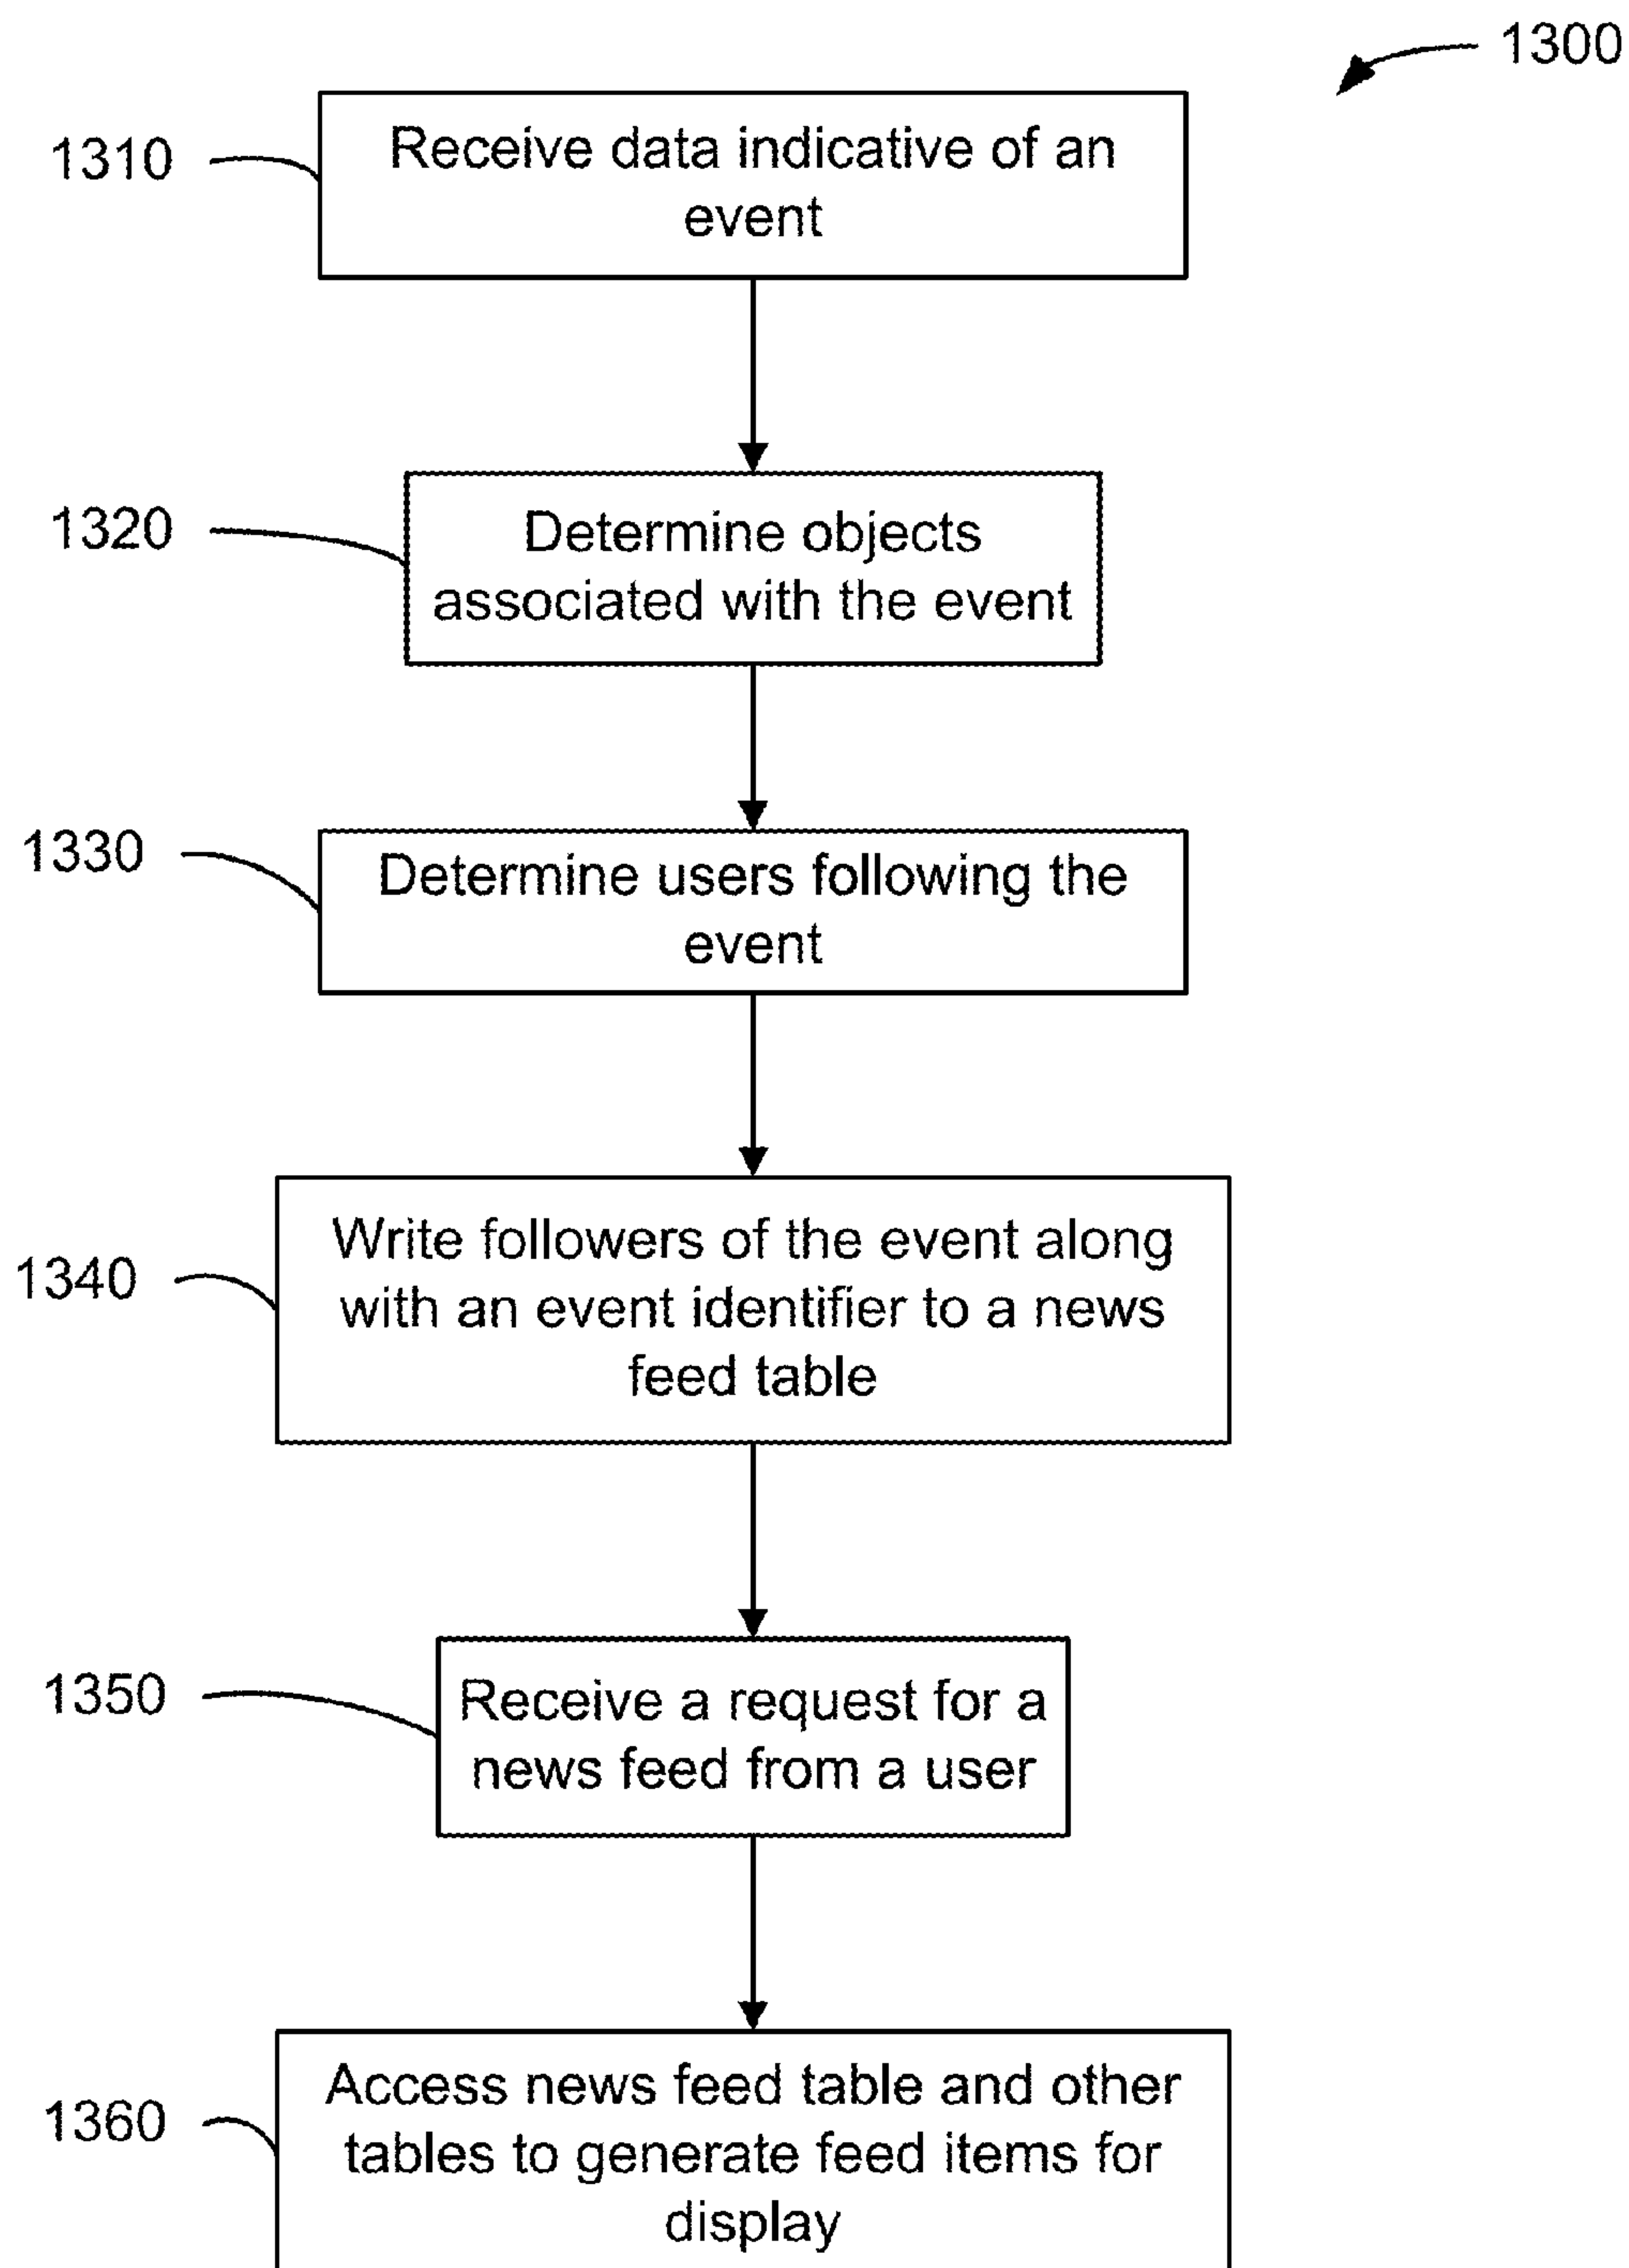 1300
1310
Receive data indicative of an
event
1320
Determine objects
associated with the event
1330
Determine users following the
event
1340
Write followers of the event along
with an event identifier to a news
feed table
1350
Receive a request for a
news feed from a user
1360
Access news feed table and other
tables to generate feed items for
display